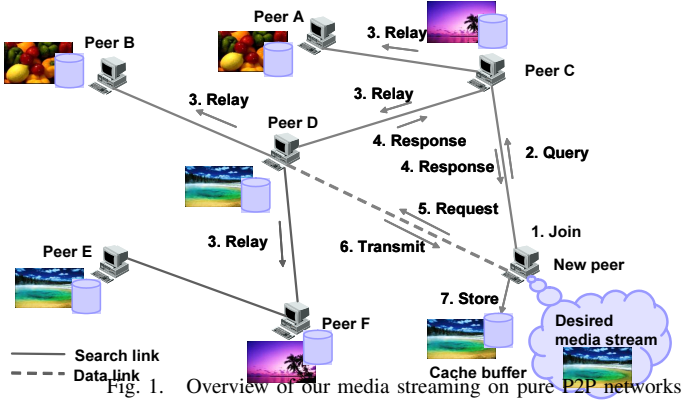 Peer A
3. Relay
Peer B
Peer C
3. Relay
3. Relay
Peer D
4. Response
4. Response
2. Query
5. Request
1. Join
3. Relay
6. Transmit
Peer E
New peer
7. Store
Peer F
Desired
media stream
Search link
Data link
Cache buffer
Fig. 1. Overview of our media streaming on pure P2P networks